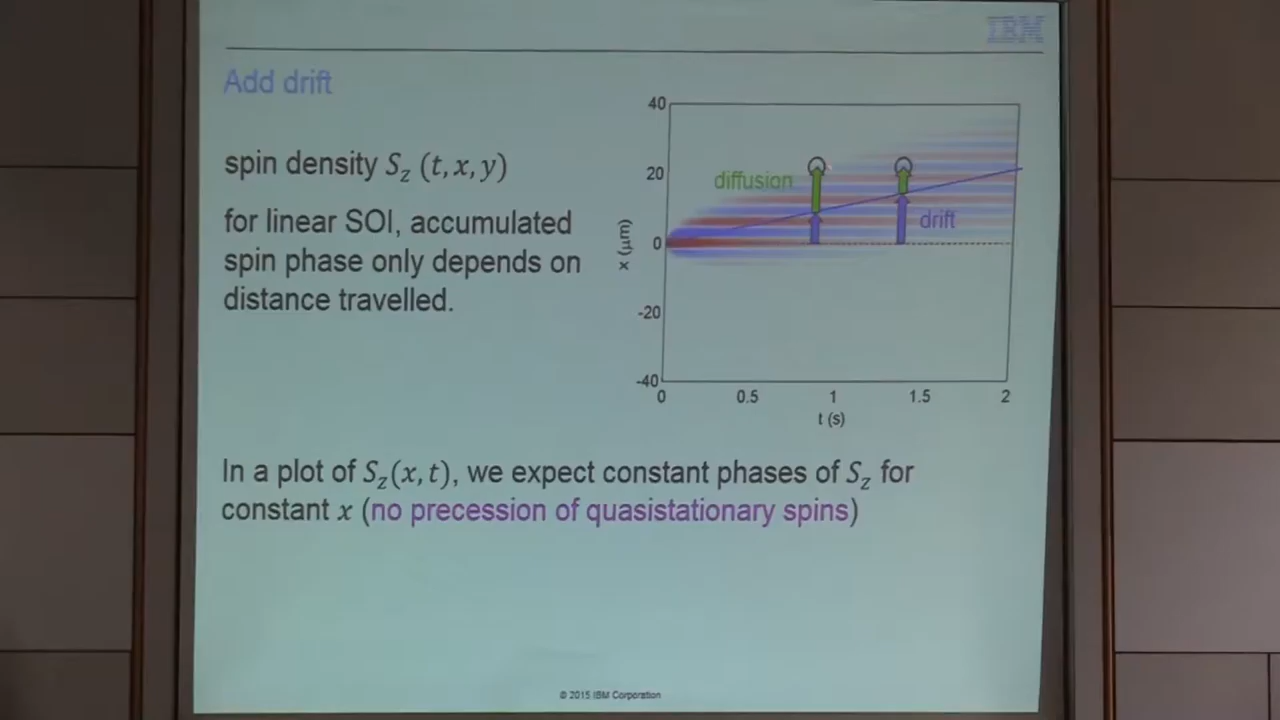 IBM
Add drift
spin density S_z (t, x, y)
for linear SOI, accumulated
spin phase only depends on
distance travelled.
40
20
0
-20
-40
x (µm)
diffusion
drift
0 0.5 1 1.5 2
t (s)
In a plot of S_z(x, t), we expect constant phases of S_z for
constant x (no precession of quasistationary spins)
© 2015 IBM Corporation